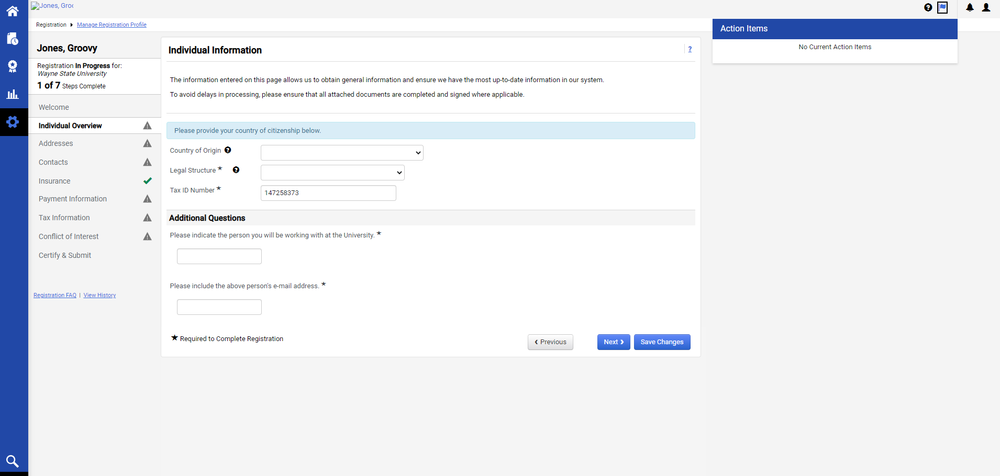 Jones, Groo
Registration
Manage Registration Profile
Action Items
No Current Action Items
Jones, Groovy
Registration In Progress for:
Wayne State University
1 of 7 Steps Complete
Welcome
Individual Overview
Addresses
Contacts
Insurance
Payment Information
Tax Information
Conflict of Interest
Certify & Submit
Registration FAQ | View History
Individual Information
?
The information entered on this page allows us to obtain general information and ensure we have the most up-to-date information in our system.
To avoid delays in processing, please ensure that all attached documents are completed and signed where applicable.
Please provide your country of citizenship below.
Country of Origin ?
Legal Structure ★ ?
Tax ID Number ★
147258373
Additional Questions
Please indicate the person you will be working with at the University. ★
Please include the above person's e-mail address. ★
★ Required to Complete Registration
‹ Previous
Next ›
Save Changes